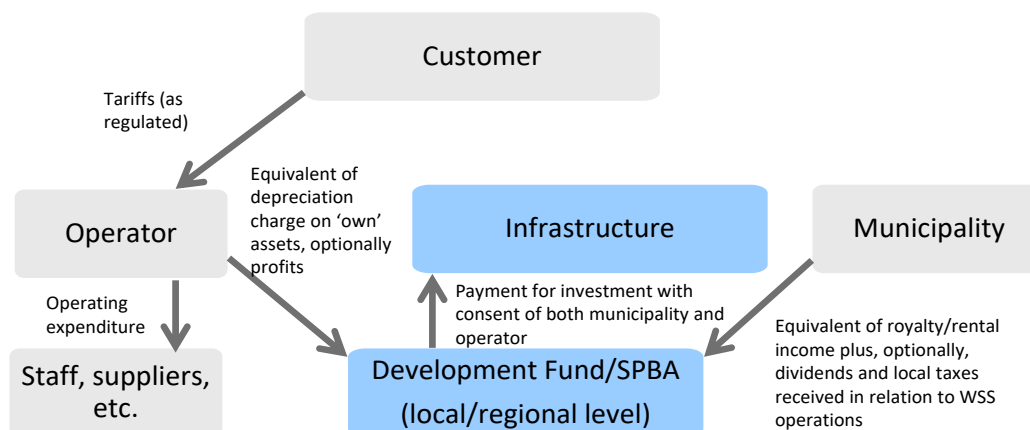 Customer
Tariffs (as
regulated)
Equivalent of
depreciation
charge on ‘own’
assets, optionally
profits
Operator
Infrastructure
Municipality
Operating
expenditure
Payment for investment with
consent of both municipality and
operator
Equivalent of royalty/rental
income plus, optionally,
dividends and local taxes
received in relation to WSS
operations
Staff, suppliers,
etc.
Development Fund/SPBA
(local/regional level)